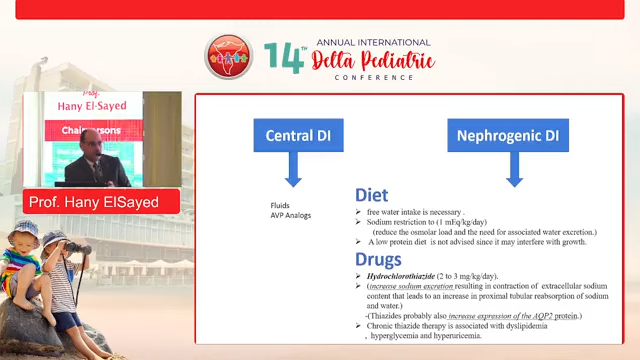 14TH
ANNUAL INTERNATIONAL
Delta Pediatric
CONFERENCE
Hany El-Sayed
Chairpersons
Prof. Hany ElSayed
Central DI
Nephrogenic DI
Fluids
AVP Analogs
Diet
➢ free water intake is necessary .
➢ Sodium restriction to (1 mEq/kg/day)
(reduce the osmolar load and the need for associated water excretion.)
➢ A low protein diet is not advised since it may interfere with growth.
Drugs
➢ Hydrochlorothiazide (2 to 3 mg/kg/day).
➢ (increase sodium excretion resulting in contraction of extracellular sodium
content that leads to an increase in proximal tubular reabsorption of sodium
and water.)
-(Thiazides probably also increase expression of the AQP2 protein.)
➢ Chronic thiazide therapy is associated with dyslipidemia
, hyperglycemia and hyperuricemia.